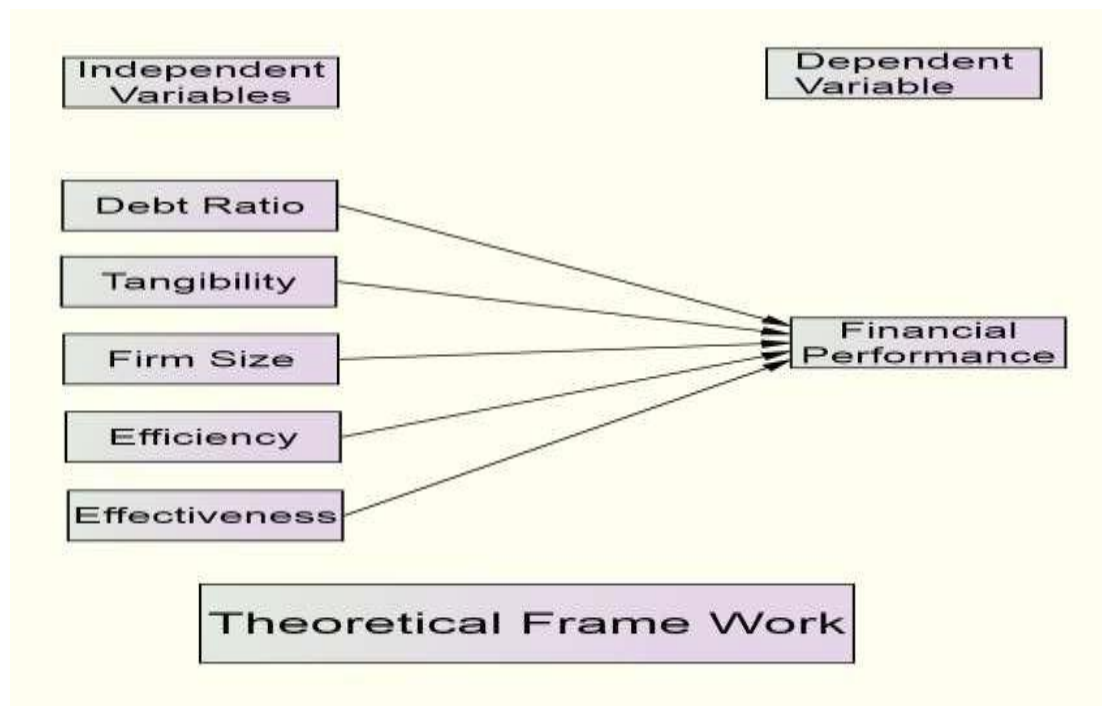 Independent
Variables
Dependent
Variable
Debt Ratio
Tangibility
Firm Size
Efficiency
Effectiveness
Financial
Performance
Theoretical Frame Work